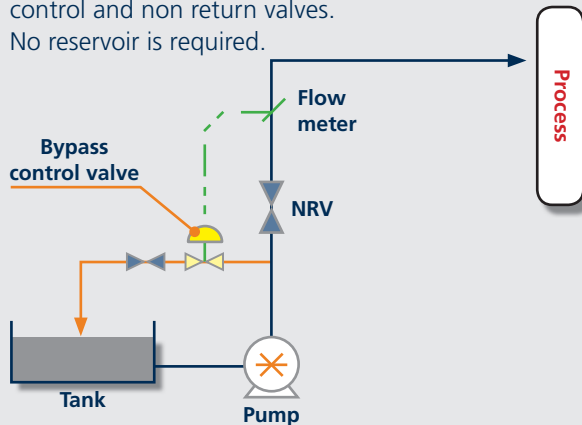 control and non return valves.
No reservoir is required.
Flow
meter
Process
Bypass
control valve
NRV
Tank
Pump